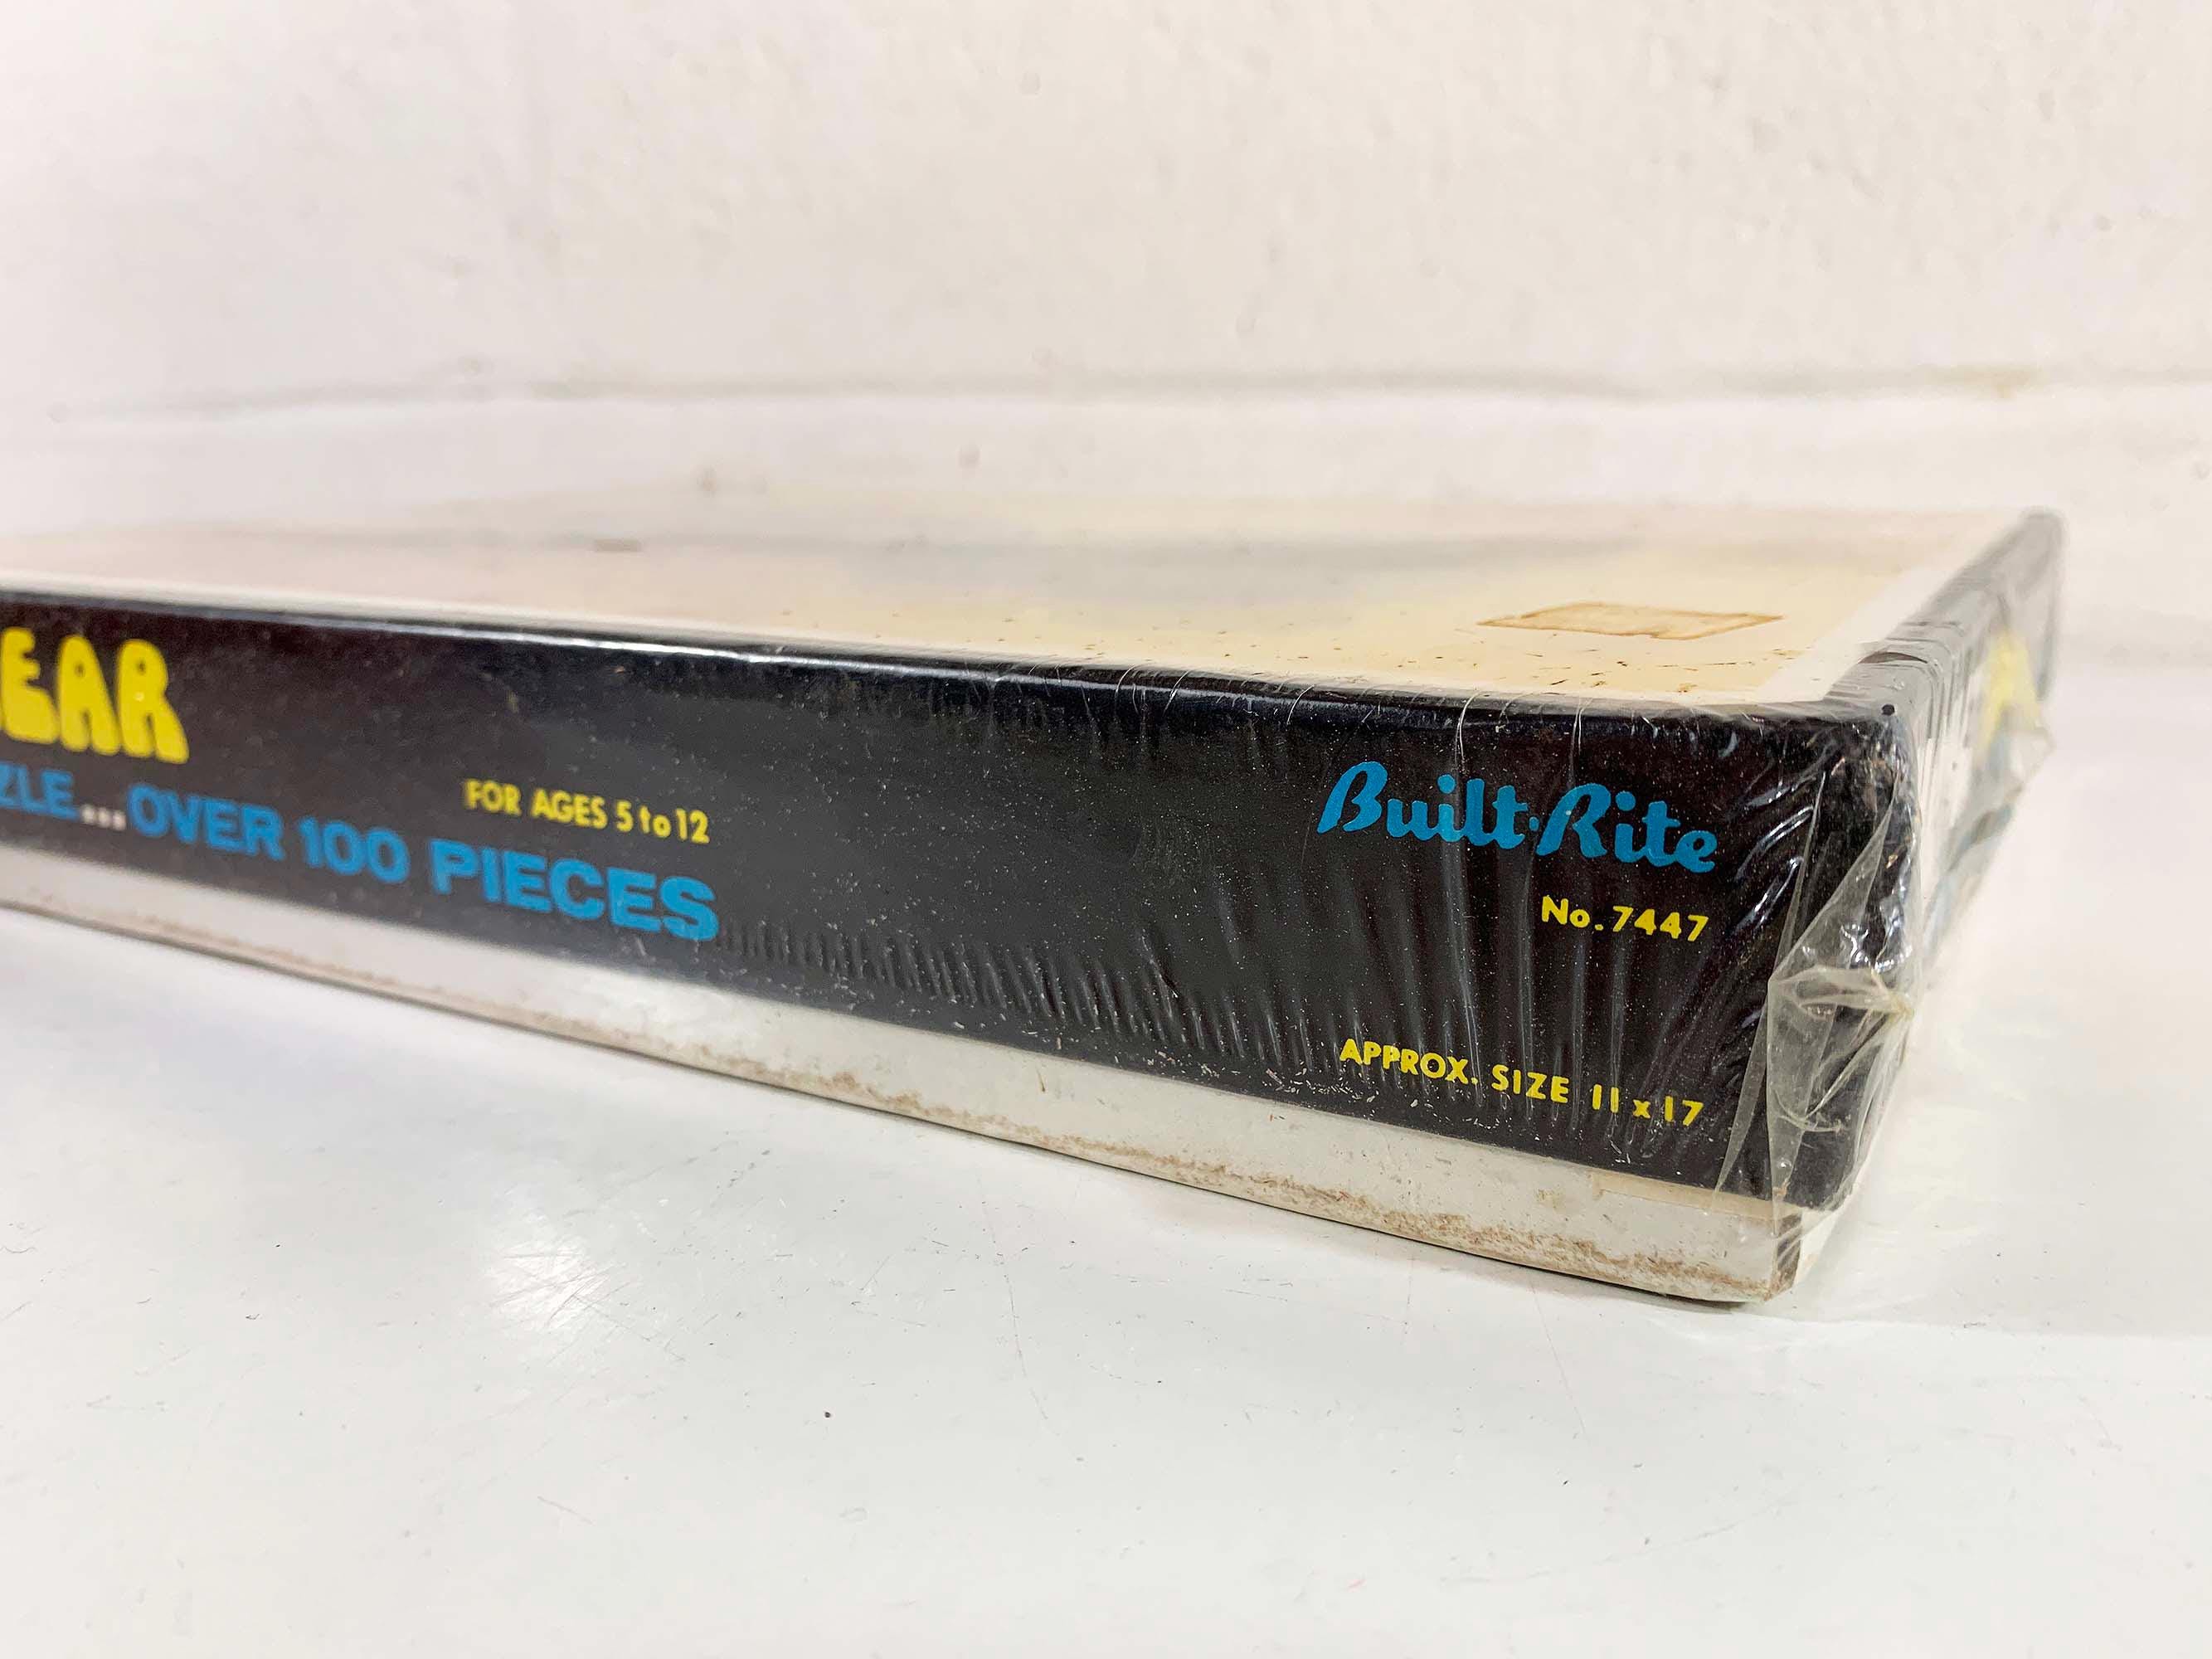 EAR
ZLE...OVER 100 PIECES
FOR AGES 5 to 12
Built-Rite
No. 7447
APPROX. SIZE 11 x 17